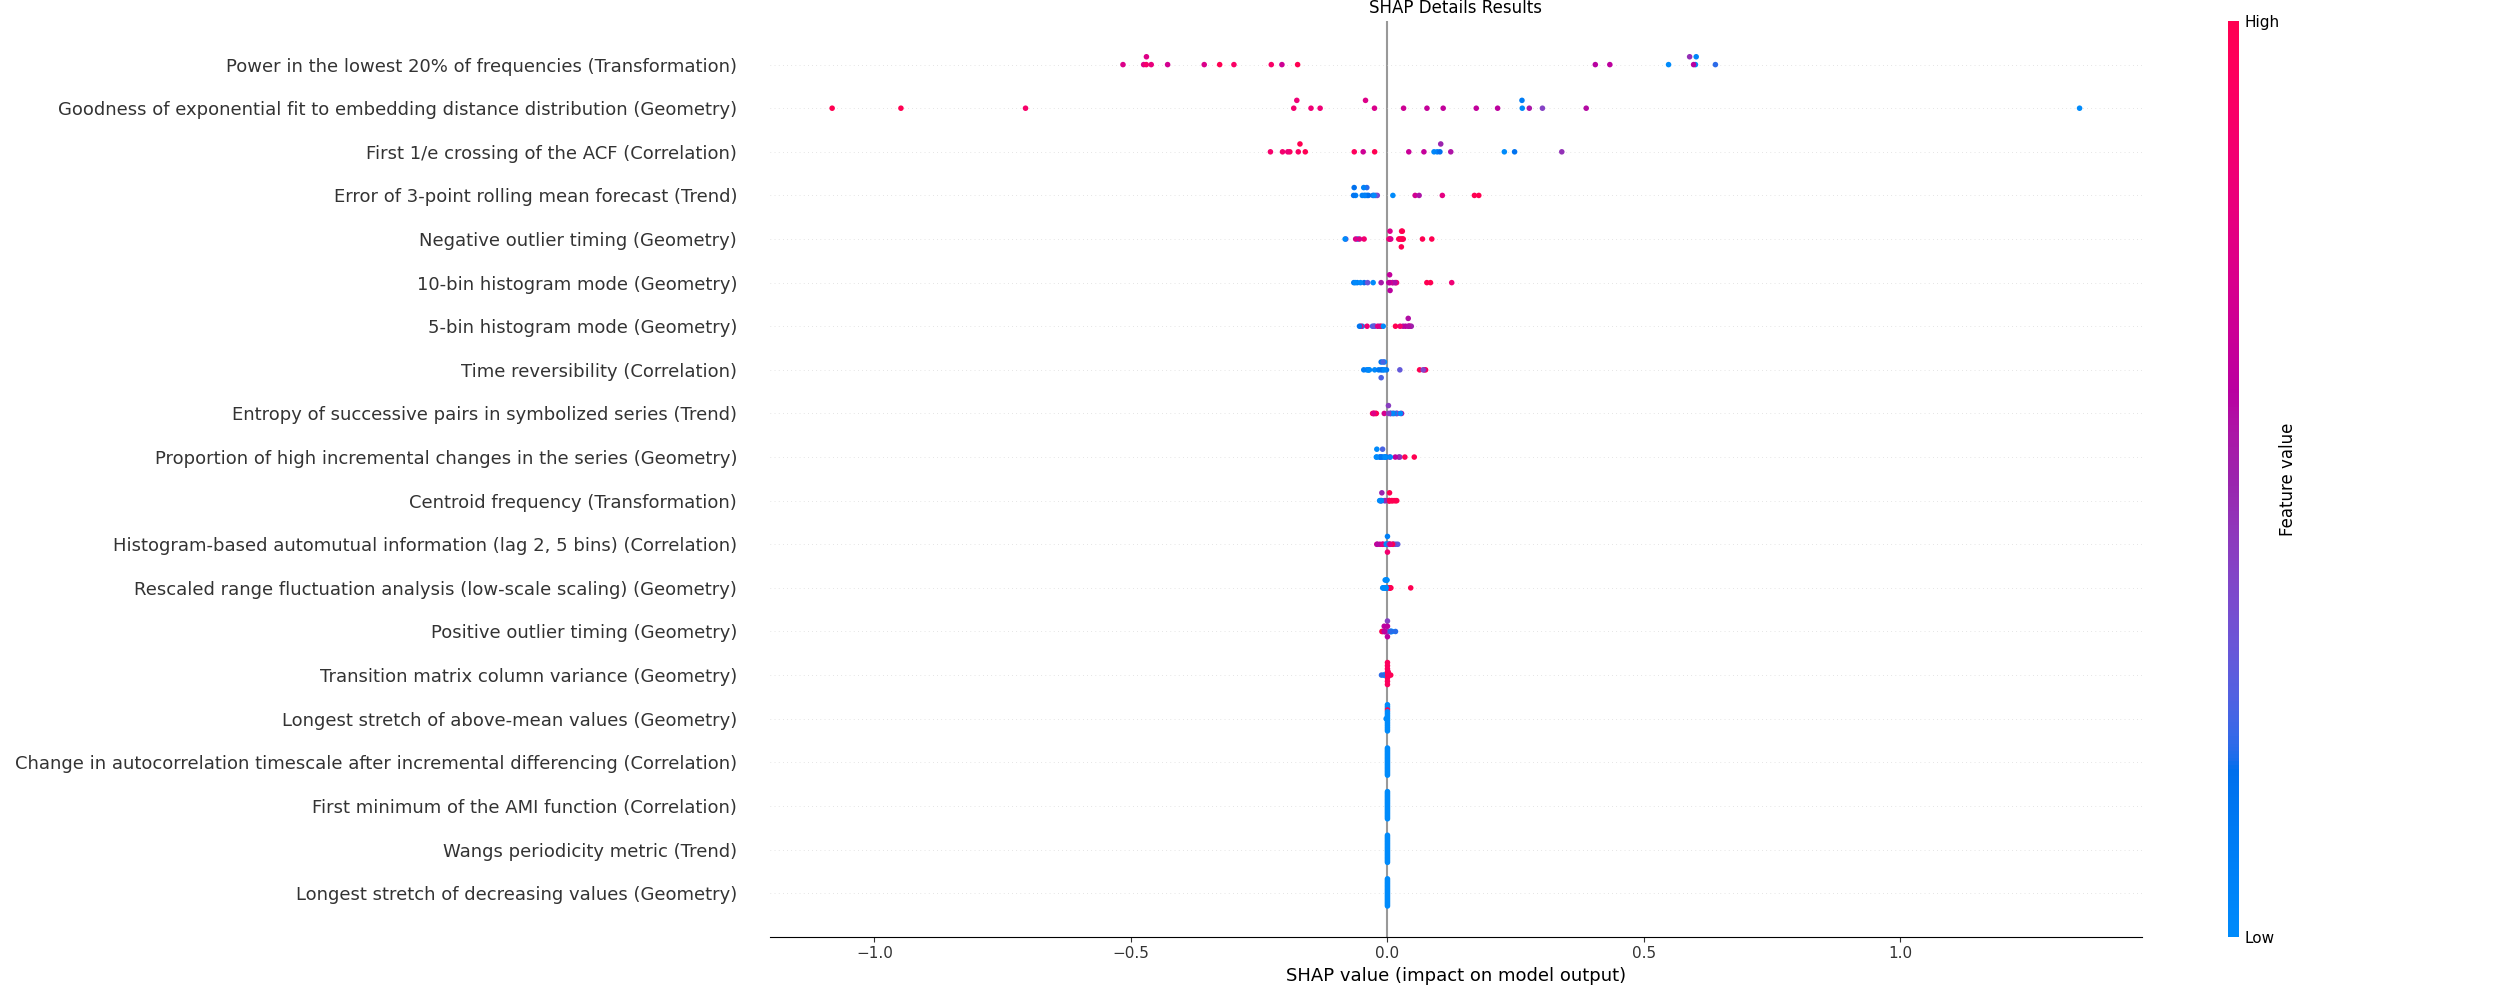 SHAP Details Results
High
Power in the lowest 20% of frequencies (Transformation)
Goodness of exponential fit to embedding distance distribution (Geometry)
First 1/e crossing of the ACF (Correlation)
Error of 3-point rolling mean forecast (Trend)
Negative outlier timing (Geometry)
10-bin histogram mode (Geometry)
5-bin histogram mode (Geometry)
Time reversibility (Correlation)
Entropy of successive pairs in symbolized series (Trend)
Proportion of high incremental changes in the series (Geometry)
Centroid frequency (Transformation)
Histogram-based automutual information (lag 2, 5 bins) (Correlation)
Rescaled range fluctuation analysis (low-scale scaling) (Geometry)
Positive outlier timing (Geometry)
Transition matrix column variance (Geometry)
Longest stretch of above-mean values (Geometry)
Change in autocorrelation timescale after incremental differencing (Correlation)
First minimum of the AMI function (Correlation)
Wangs periodicity metric (Trend)
Longest stretch of decreasing values (Geometry)
Feature value
Low
−1.0 −0.5 0.0 0.5 1.0
SHAP value (impact on model output)